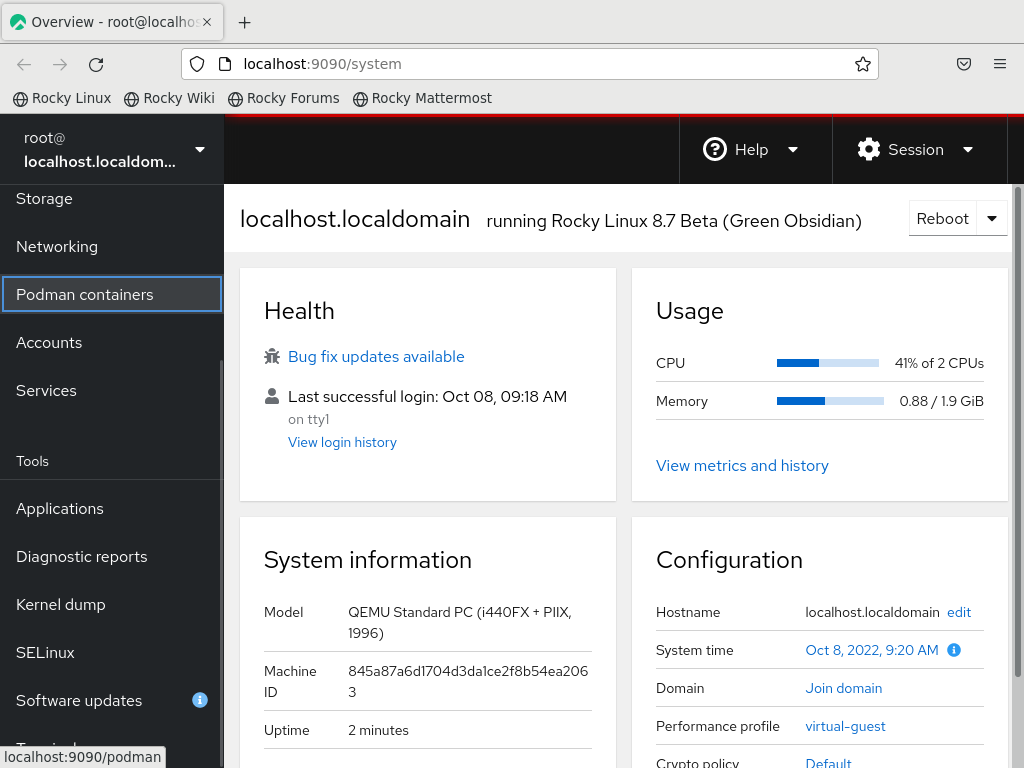 Overview - root@localhos
localhost:9090/system
Rocky Linux
Rocky Wiki
Rocky Forums
Rocky Mattermost
root@
localhost.localdom...
Help
Session
Storage
Networking
Podman containers
Accounts
Services
Tools
Applications
Diagnostic reports
Kernel dump
SELinux
Software updates
localhost:9090/podman
localhost.localdomain running Rocky Linux 8.7 Beta (Green Obsidian)
Reboot
Health
Bug fix updates available
Last successful login: Oct 08, 09:18 AM
on tty1
View login history
Usage
CPU 41% of 2 CPUs
Memory 0.88 / 1.9 GiB
View metrics and history
System information
Model QEMU Standard PC (i440FX + PIIX,
1996)
Machine 845a87a6d1704d3da1ce2f8b54ea206
ID 3
Uptime 2 minutes
Configuration
Hostname localhost.localdomain edit
System time Oct 8, 2022, 9:20 AM
Domain Join domain
Performance profile virtual-guest
Crypto policy Default